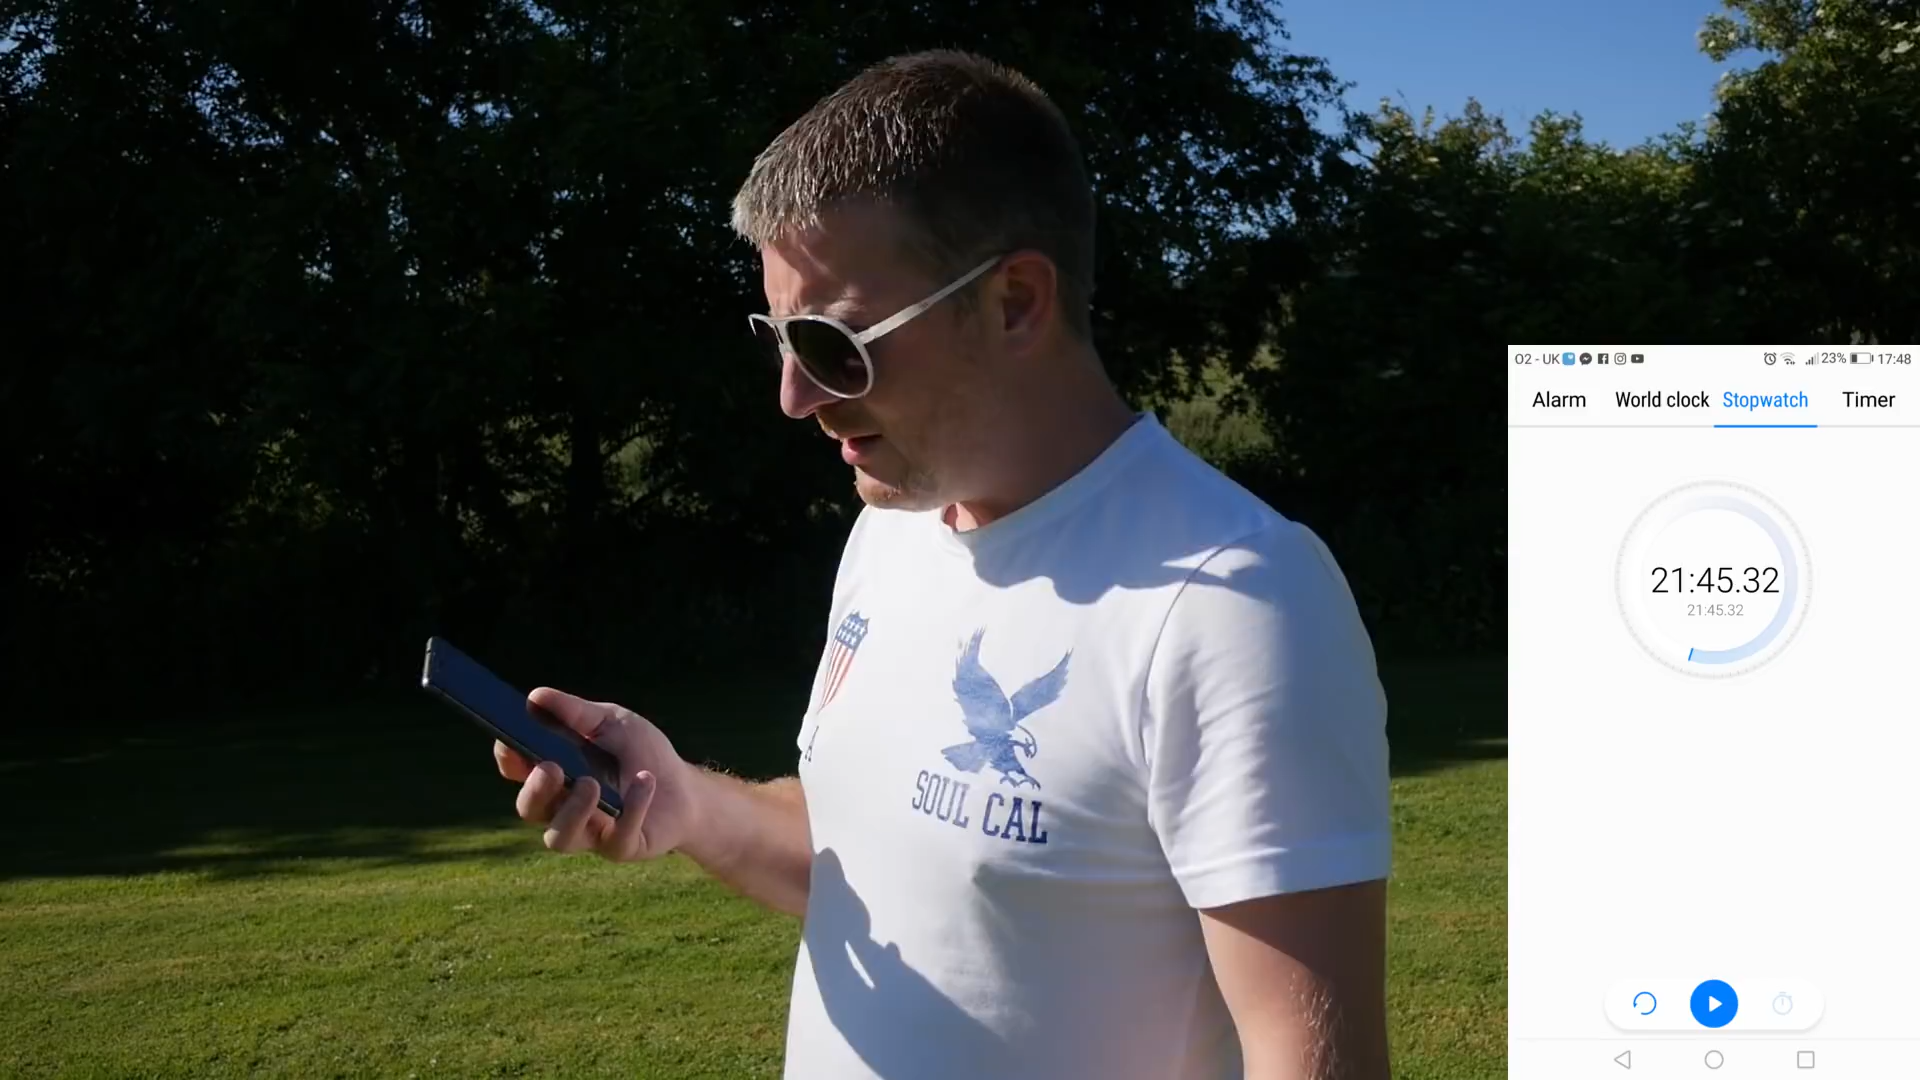 A
SOUL CAL
O2 - UK 23% 17:48
Alarm World clock Stopwatch Timer
21:45.32
21:45.32